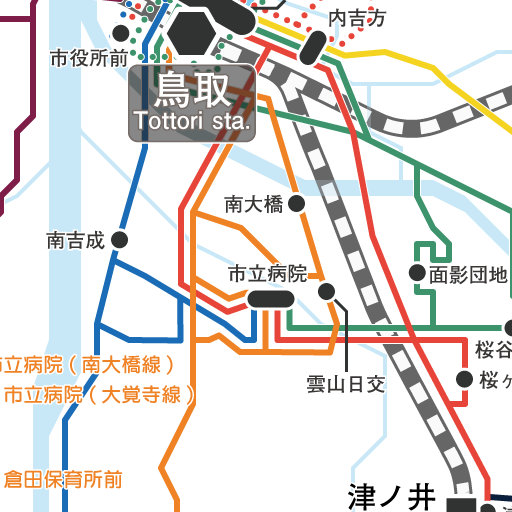 内吉方
市役所前
鳥取
Tottori sta.
南大橋
南吉成
市立病院
面影団地
桜谷
市立病院（南大橋線）
市立病院（大覚寺線）
雲山日交
桜ヶ
倉田保育所前
津ノ井